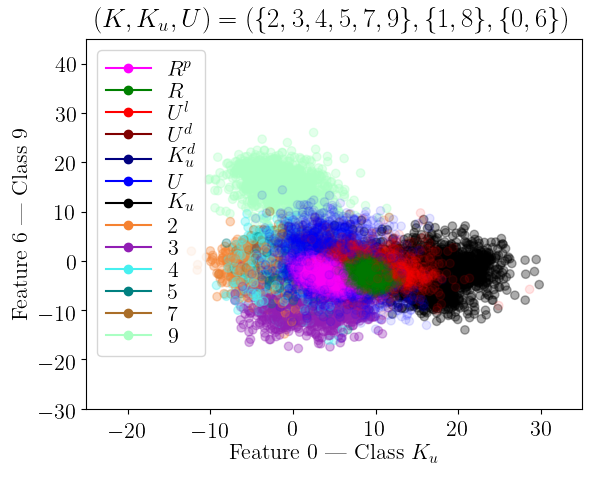 (K, K_u, U) = ({2, 3, 4, 5, 7, 9}, {1, 8}, {0, 6})
Feature 6 — Class 9
40
30
20
10
0
−10
−20
−30
R^p
R
U^l
U^d
K_u^d
U
K_u
2
3
4
5
7
9
−20 −10 0 10 20 30
Feature 0 — Class K_u